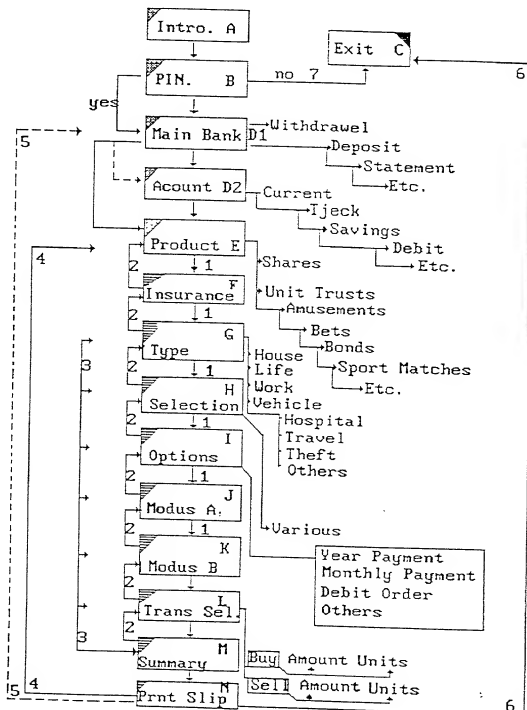 Intro. A
Exit C
6
PIN. B
no 7
yes
5
Main Bank D1
Withdrawel
Deposit
Statement
Etc.
Acount D2
Current
Tjeck
Savings
Debit
Etc.
4
Product E
2
1
Shares
Insurance F
Unit Trusts
Amusements
2
1
Type G
Bets
Bonds
Sport Matches
Etc.
3
2
1
House
Life
Work
Vehicle
Hospital
Travel
Theft
Others
Selection H
2
1
Options I
2
1
Modus A. J
Various
2
1
Modus B K
Year Payment
Monthly Payment
Debit Order
Others
2
Trans Sel. L
2
3
Summary M
Buy Amount Units
Sell Amount Units
5
4
Prnt Slip N
6